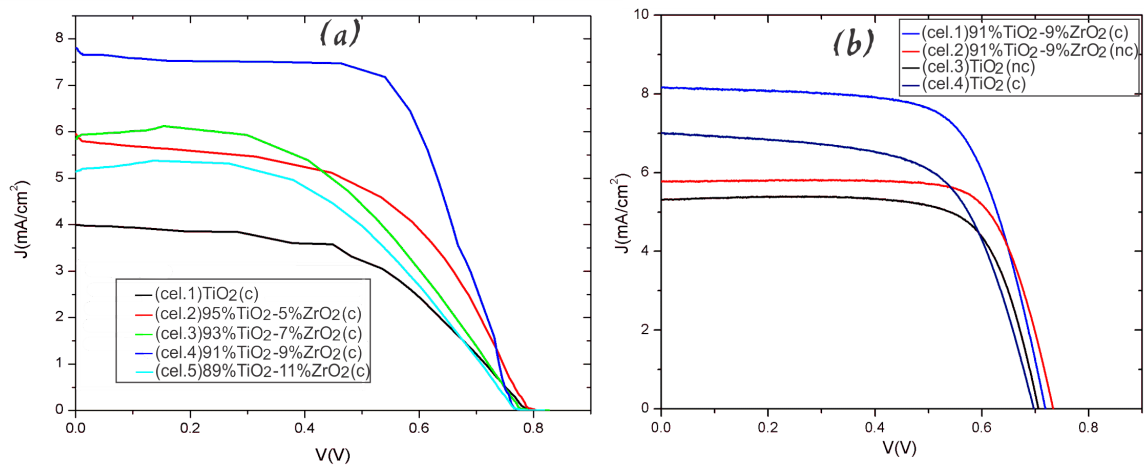 (a)
8
7
6
5
4
3
2
1
0
J(mA/cm²)
(cel.1)TiO₂(c)
(cel.2)95%TiO₂-5%ZrO₂(c)
(cel.3)93%TiO₂-7%ZrO₂(c)
(cel.4)91%TiO₂-9%ZrO₂(c)
(cel.5)89%TiO₂-11%ZrO₂(c)
0.0 0.2 0.4 0.6 0.8
V(V)
(b)
(cel.1)91%TiO₂-9%ZrO₂(c)
(cel.2)91%TiO₂-9%ZrO₂(nc)
(cel.3)TiO₂(nc)
(cel.4)TiO₂(c)
10
8
6
4
2
0
J(mA/cm²)
0.0 0.2 0.4 0.6 0.8
V(V)